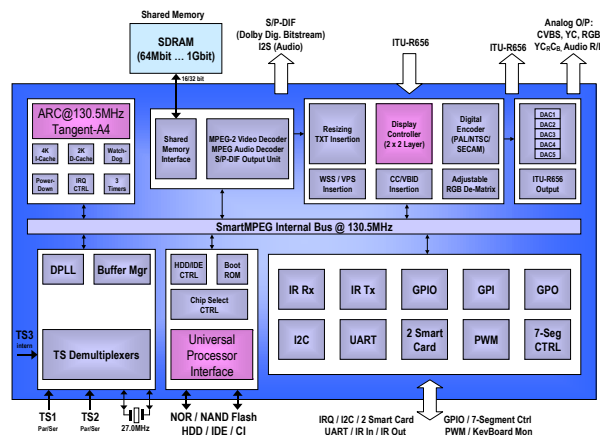 Shared Memory
SDRAM
(64Mbit ... 1Gbit)
16/32 bit
S/P-DIF
(Dolby Dig. Bitstream)
I2S (Audio)
ITU-R656
ITU-R656
Analog O/P:
CVBS, YC, RGB
YCRCB, Audio R/L
ARC@130.5MHz
Tangent-A4
4K
I-Cache
2K
D-Cache
Watch-
Dog
Power-
Down
IRQ
CTRL
3
Timers
Shared
Memory
Interface
MPEG-2 Video Decoder
MPEG Audio Decoder
S/P-DIF Output Unit
Resizing
TXT Insertion
Display
Controller
(2 x 2 Layer)
Digital
Encoder
(PAL/NTSC/
SECAM)
WSS / VPS
Insertion
CC/VBID
Insertion
Adjustable
RGB De-Matrix
DAC1
DAC2
DAC3
DAC4
DAC5
ITU-R656
Output
SmartMPEG Internal Bus @ 130.5MHz
DPLL
Buffer Mgr
TS Demultiplexers
HDD/IDE
CTRL
Boot
ROM
Chip Select
CTRL
Universal
Processor
Interface
IR Rx
IR Tx
GPIO
GPI
GPO
I2C
UART
2 Smart
Card
PWM
7-Seg
CTRL
TS3
intern
TS1
Par/Ser
TS2
Par/Ser
27.0MHz
NOR / NAND Flash
HDD / IDE / CI
IRQ / I2C / 2 Smart Card
UART / IR In / IR Out
GPIO / 7-Segment Ctrl
PWM / KeyBoard Mon